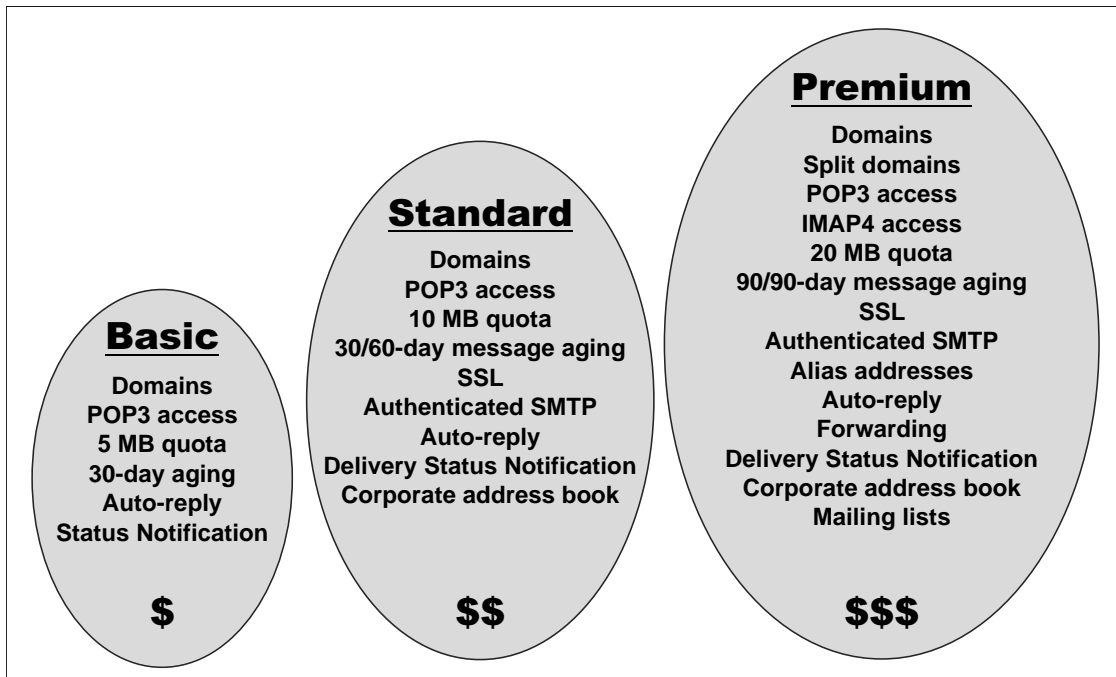 Basic
Domains
POP3 access
5 MB quota
30-day aging
Auto-reply
Status Notification
$
Standard
Domains
POP3 access
10 MB quota
30/60-day message aging
SSL
Authenticated SMTP
Auto-reply
Delivery Status Notification
Corporate address book
$$
Premium
Domains
Split domains
POP3 access
IMAP4 access
20 MB quota
90/90-day message aging
SSL
Authenticated SMTP
Alias addresses
Auto-reply
Forwarding
Delivery Status Notification
Corporate address book
Mailing lists
$$$